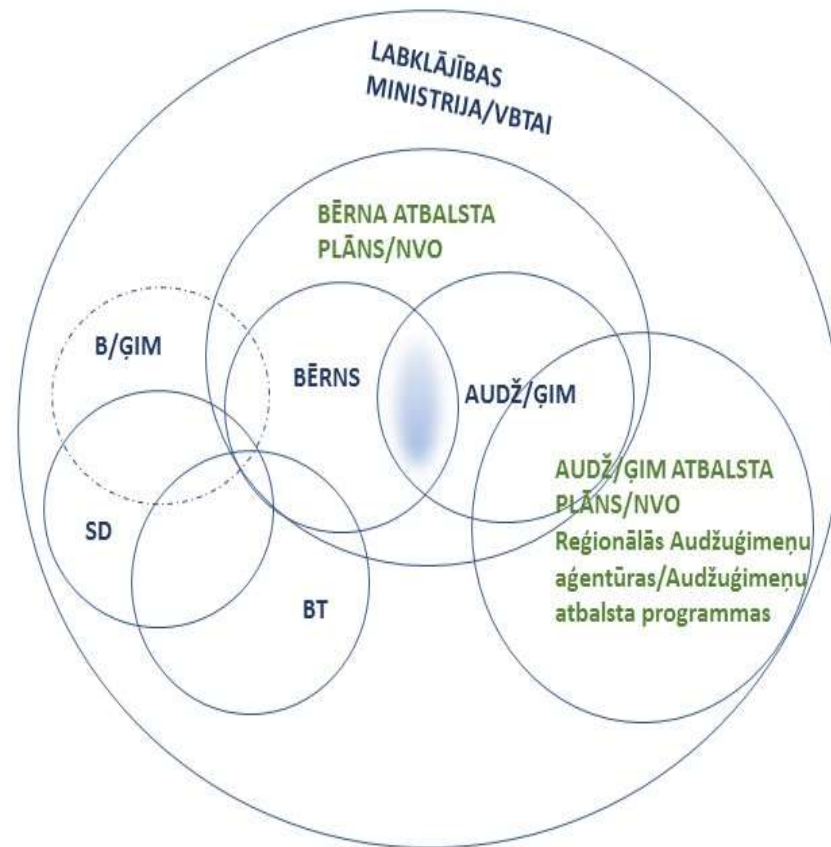 LABKLĀJĪBAS
MINISTRIJA/VBTAI
BĒRNA ATBALSTA
PLĀNS/NVO
B/ĢIM
BĒRNS
AUDŽ/ĢIM
AUDŽ/ĢIM ATBALSTA
PLĀNS/NVO
Reģionālās Audžuģimeņu
aģentūras/Audžuģimeņu
atbalsta programmas
SD
BT